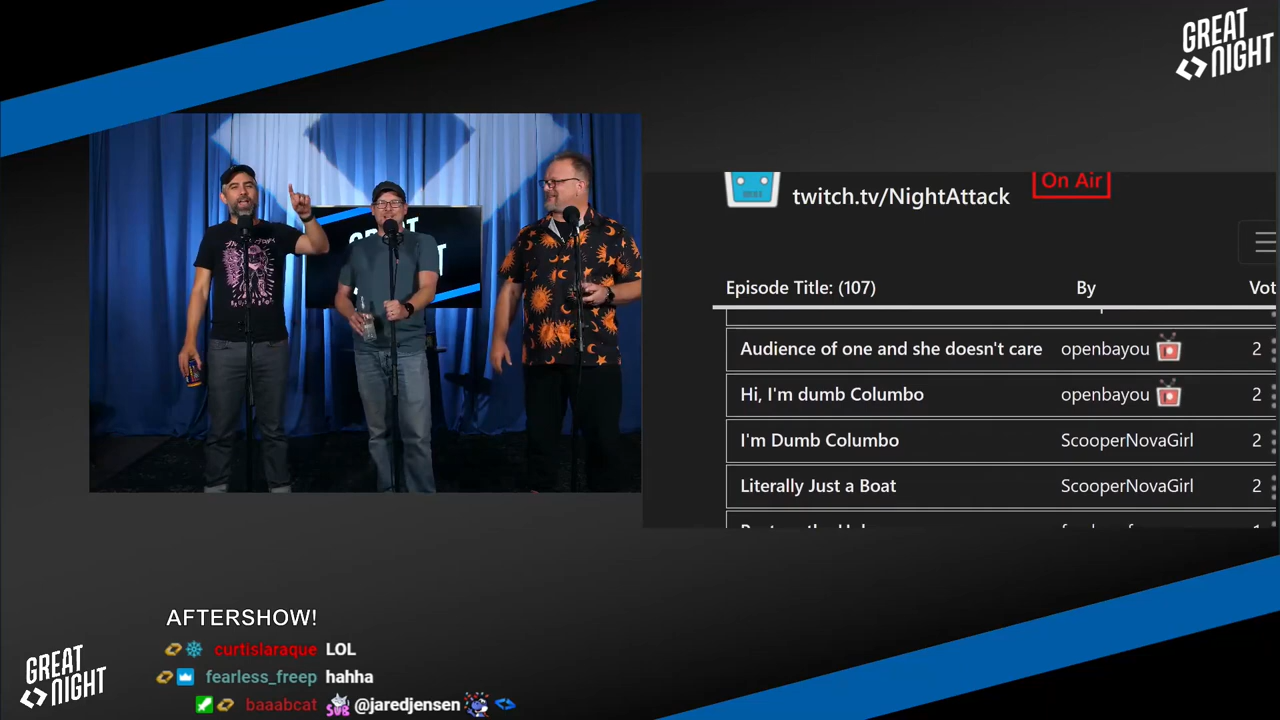 GREAT
NIGHT
twitch.tv/NightAttack
On Air
Episode Title: (107)
By
Audience of one and she doesn't care
openbayou
2
Hi, I'm dumb Columbo
openbayou
2
I'm Dumb Columbo
ScooperNovaGirl
2
Literally Just a Boat
ScooperNovaGirl
2
AFTERSHOW!
curtislaraque LOL
fearless_freep hahha
baaabcat SUB @jaredjensen
GREAT
NIGHT